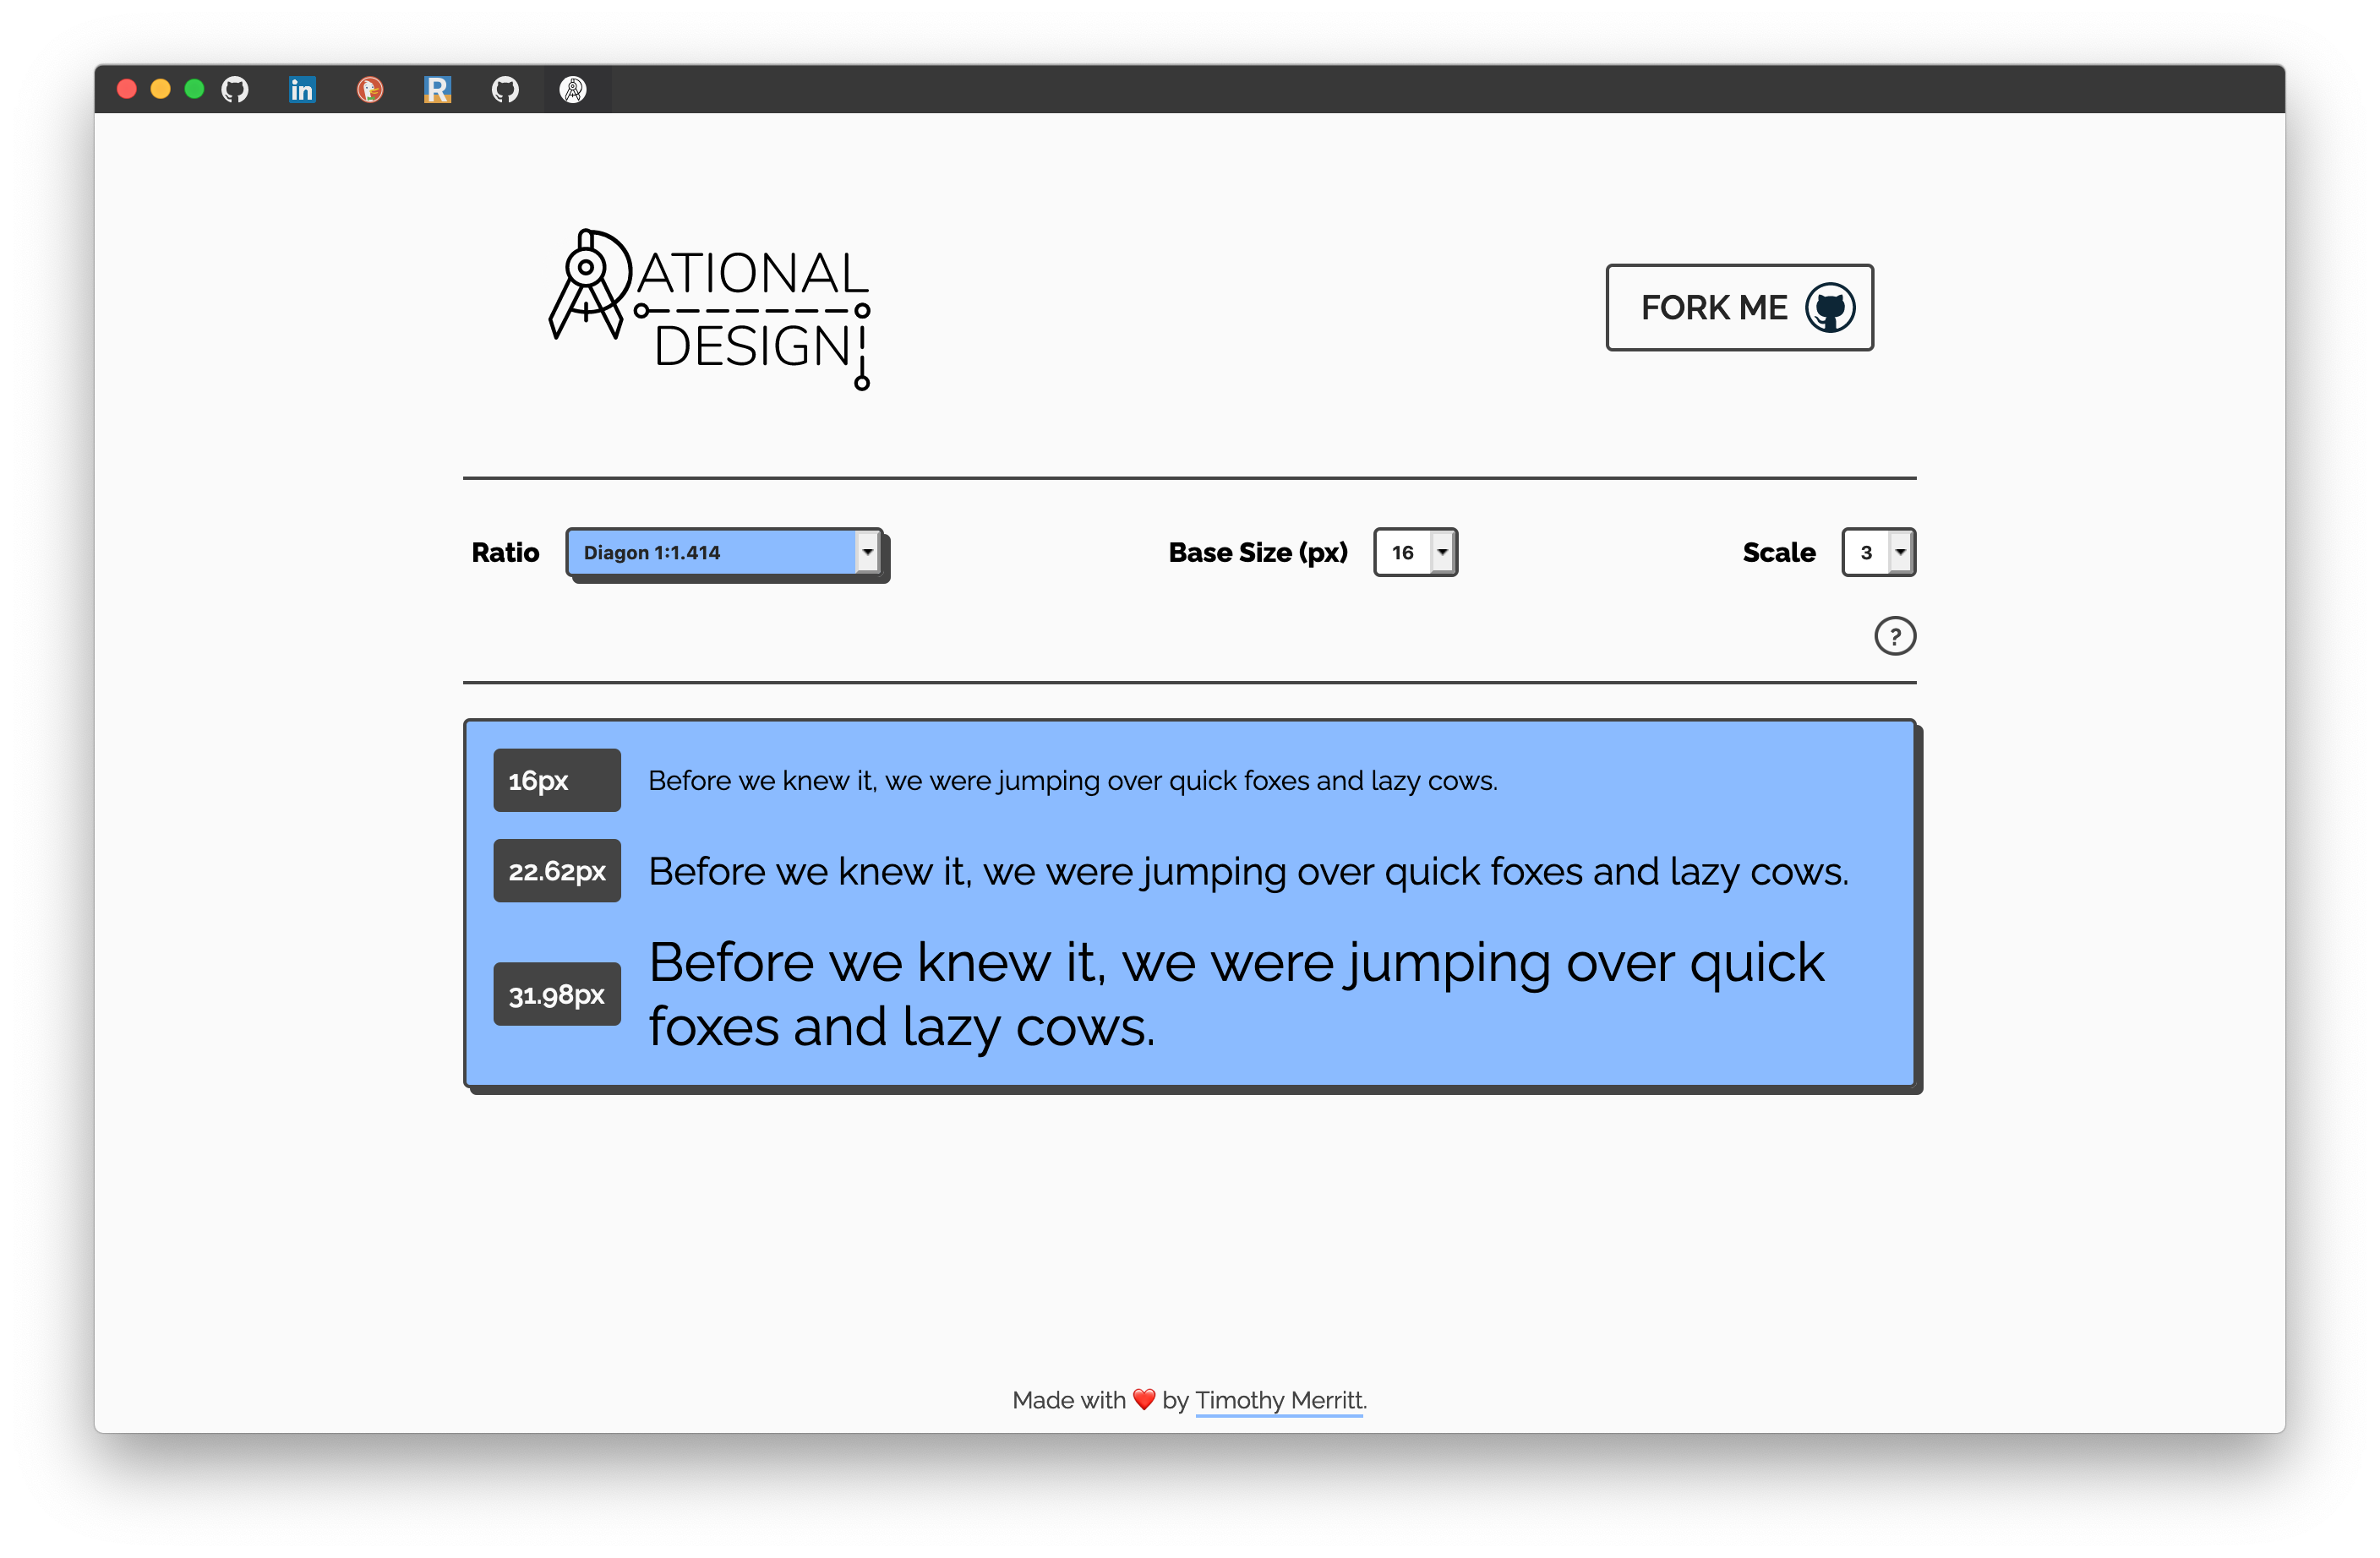 RATIONAL
DESIGN
FORK ME
Ratio Diagon 1:1.414 Base Size (px) 16 Scale 3
?
16px Before we knew it, we were jumping over quick foxes and lazy cows.
22.62px Before we knew it, we were jumping over quick foxes and lazy cows.
31.98px Before we knew it, we were jumping over quick
foxes and lazy cows.
Made with ❤️ by Timothy Merritt.